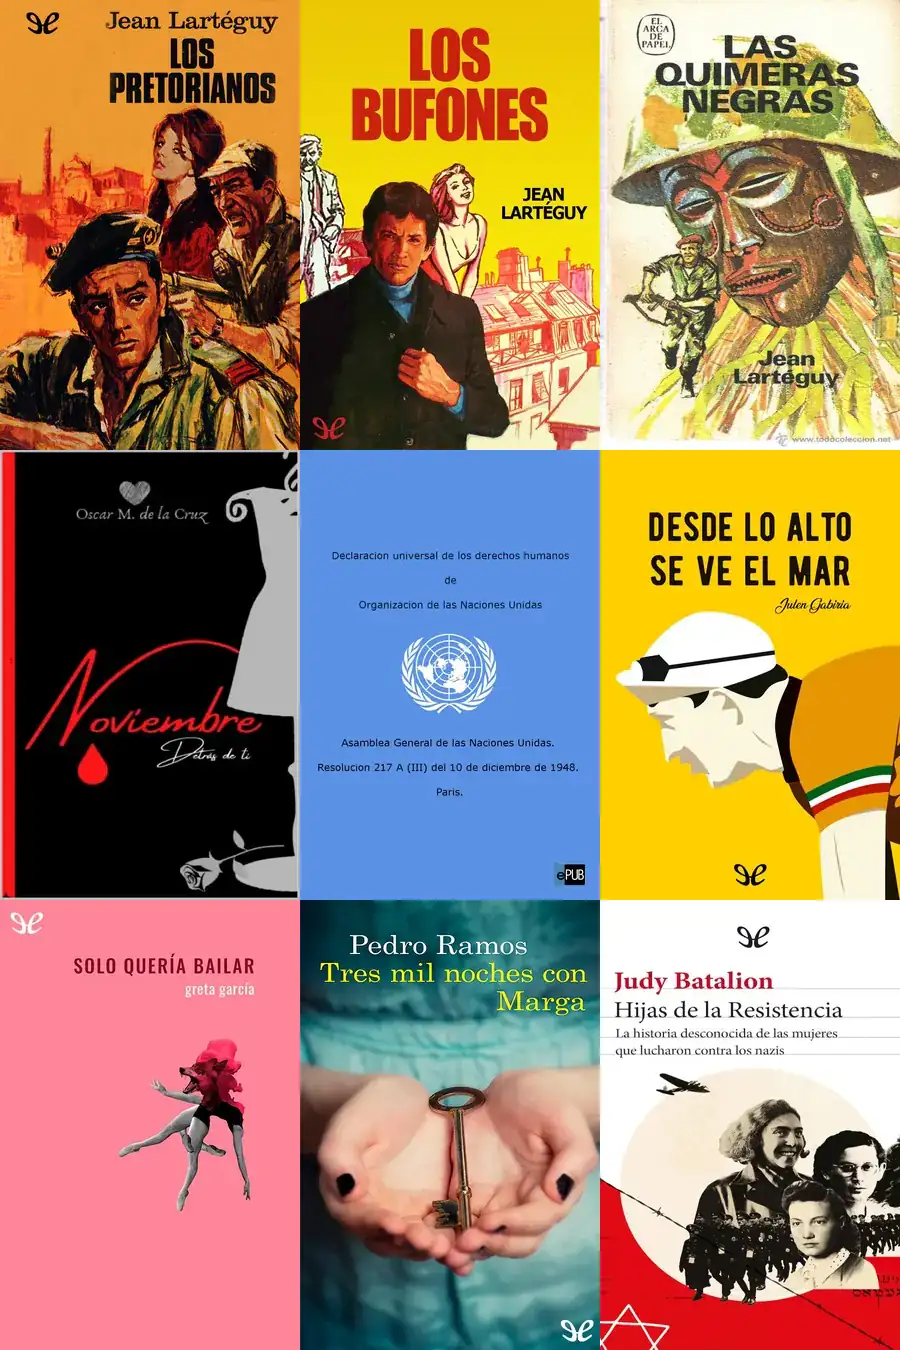 Jean Lartéguy
LOS
PRETORIANOS
LOS
BUFONES
JEAN
LARTÉGUY
EL
ARCA
DE
PAPEL
LAS
QUIMERAS
NEGRAS
Jean
Lartéguy
www.todocoleccion.net
Oscar M. de la Cruz
Noviembre
Detrás de ti
Declaracion universal de los derechos humanos
de
Organizacion de las Naciones Unidas
Asamblea General de las Naciones Unidas.
Resolucion 217 A (III) del 10 de diciembre de 1948.
Paris.
ePUB
DESDE LO ALTO
SE VE EL MAR
Julen Gabiria
SOLO QUERÍA BAILAR
greta garcía
Pedro Ramos
Tres mil noches con
Marga
Judy Batalion
Hijas de la Resistencia
La historia desconocida de las mujeres
que lucharon contra los nazis